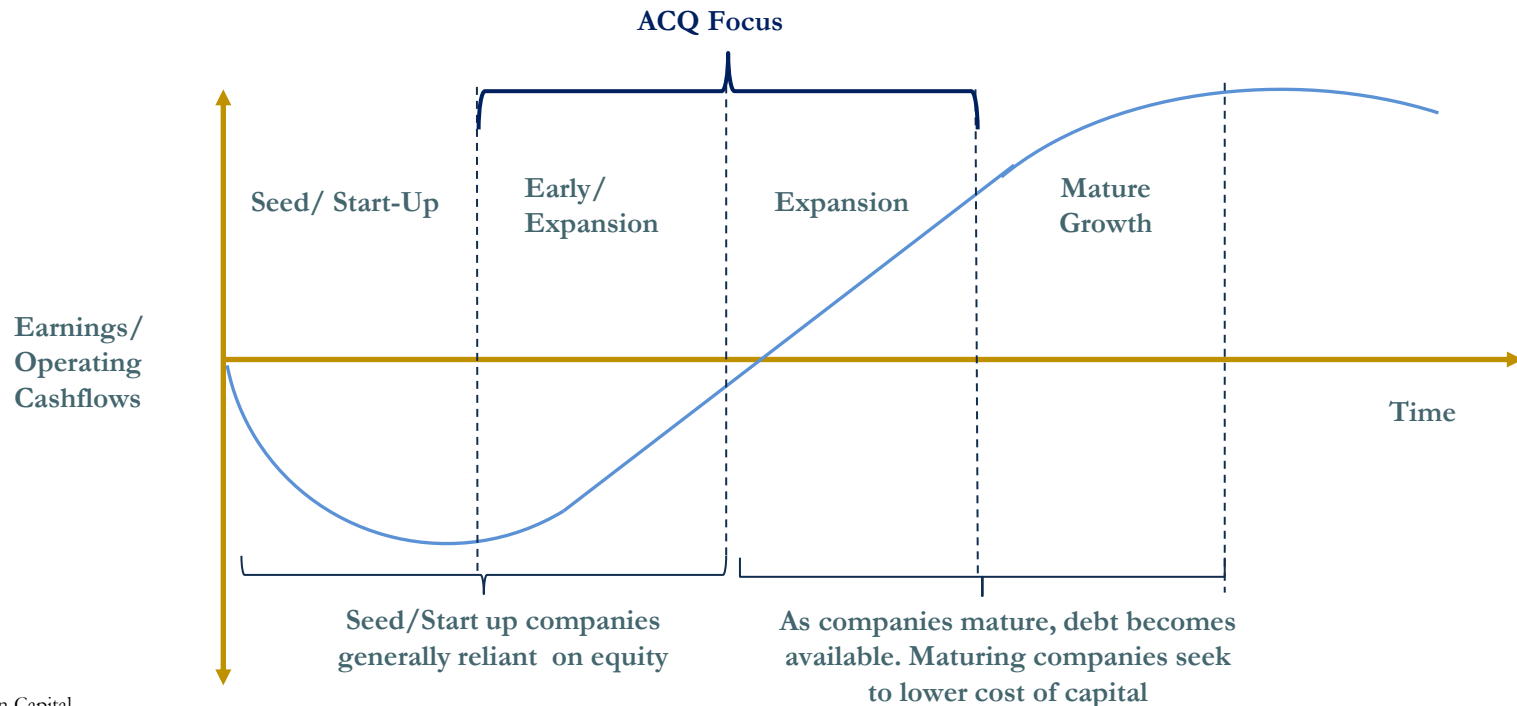 ACQ Focus
Seed/ Start-Up
Early/
Expansion
Expansion
Mature
Growth
Earnings/
Operating
Cashflows
Time
Seed/Start up companies
generally reliant on equity
As companies mature, debt becomes
available. Maturing companies seek
to lower cost of capital
Capital